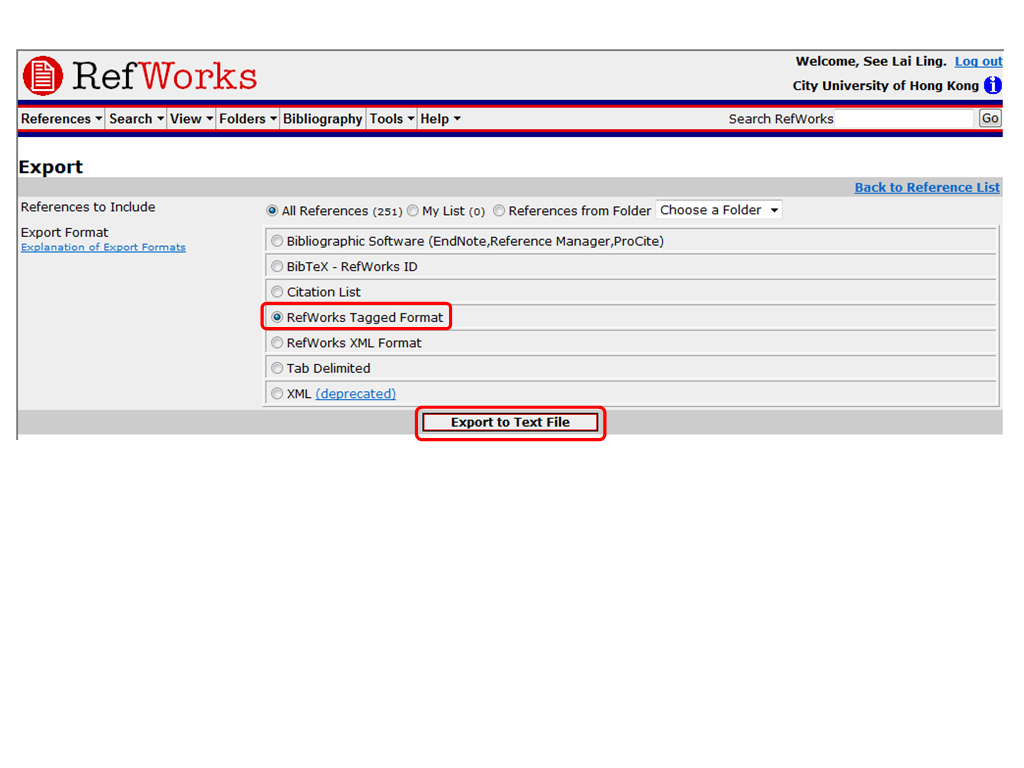 RefWorks
Welcome, See Lai Ling. Log out
City University of Hong Kong i
References Search View Folders Bibliography Tools Help Search RefWorks Go
Export
Back to Reference List
References to Include All References (251) My List (0) References from Folder Choose a Folder
Export Format
Explanation of Export Formats
Bibliographic Software (EndNote,Reference Manager,ProCite)
BibTeX - RefWorks ID
Citation List
RefWorks Tagged Format
RefWorks XML Format
Tab Delimited
XML (deprecated)
Export to Text File